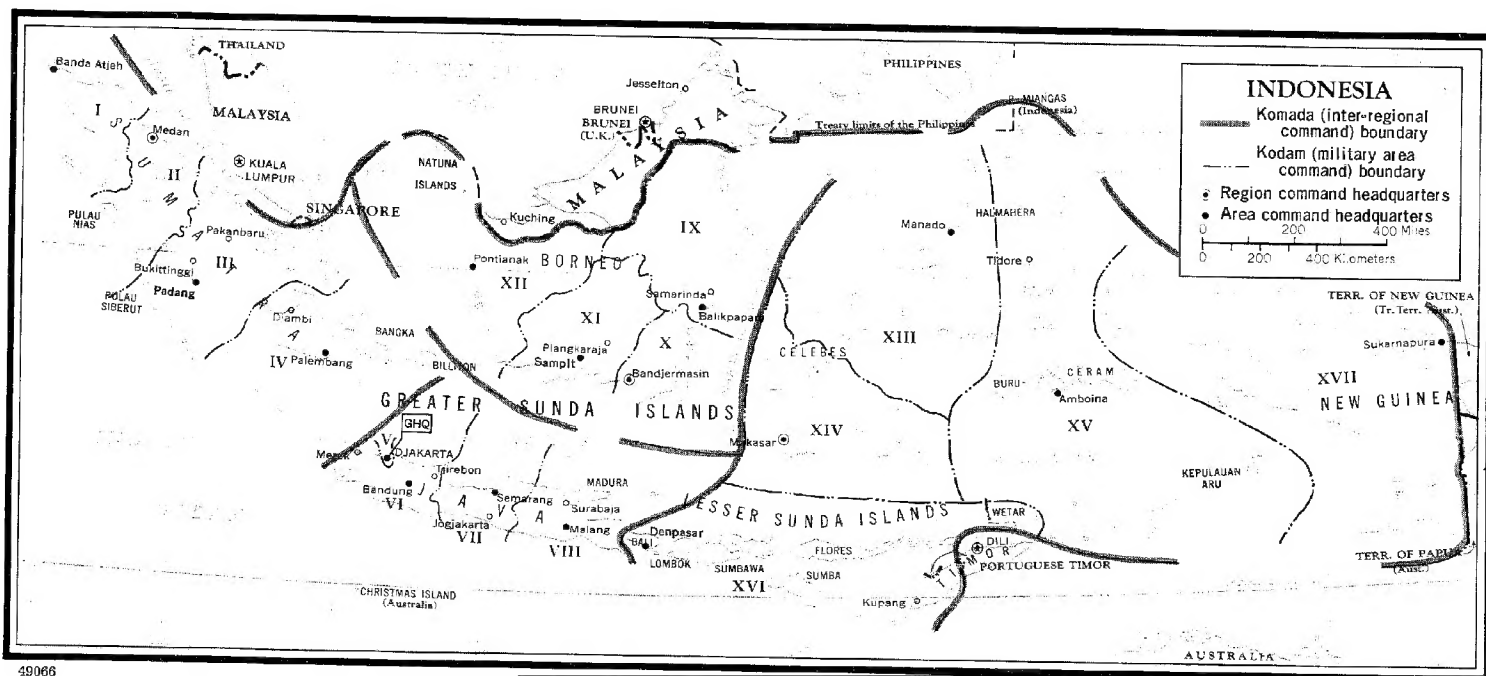 THAILAND
Banda Atjeh
PHILIPPINES
Jesselton
MALAYSIA
BRUNEI
BRUNEI
(U.K.)
MALAYSIA
MIANGAS
(Indonesia)
Treaty limits of the Philippines
INDONESIA
Komada (inter-regional
command) boundary
Kodam (military area
command) boundary
Region command headquarters
Area command headquarters
0 200 400 Miles
0 200 400 Kilometers
I
Medan
II
KUALA
LUMPUR
SUMATRA
NATUNA
ISLANDS
SINGAPORE
Kuching
PULAU
NIAS
Pakanbaru
IX
HALMAHERA
Manado
Bukittinggi
III
Padang
PULAU
SIBERUT
Pontianak
BORNEO
XII
Tidore
Samarinda
Balikpapan
TERR. OF NEW GUINEA
(Tr. Terr. Aust.)
Djambi
BANGKA
XI
X
XIII
Sukarnapura
IV
Palembang
BILLITON
Plangkaraja
Sampit
CELEBES
Bandjermasin
BURU
CERAM
Amboina
XVII
NEW GUINEA
GREATER SUNDA ISLANDS
GHQ
V
Merak
DJAKARTA
Makasar
XIV
XV
Tjirebon
KEPULAUAN
ARU
Bandung
VI
JAVA
Semarang
MADURA
Surabaja
Jogjakarta
VII
Malang
VIII
LESSER SUNDA ISLANDS
WETAR
Denpasar
BALI
LOMBOK
SUMBAWA
XVI
FLORES
SUMBA
DILI
TIMOR
PORTUGUESE TIMOR
TERR. OF PAPUA
(Aust.)
Kupang
CHRISTMAS ISLAND
(Australia)
AUSTRALIA
49066